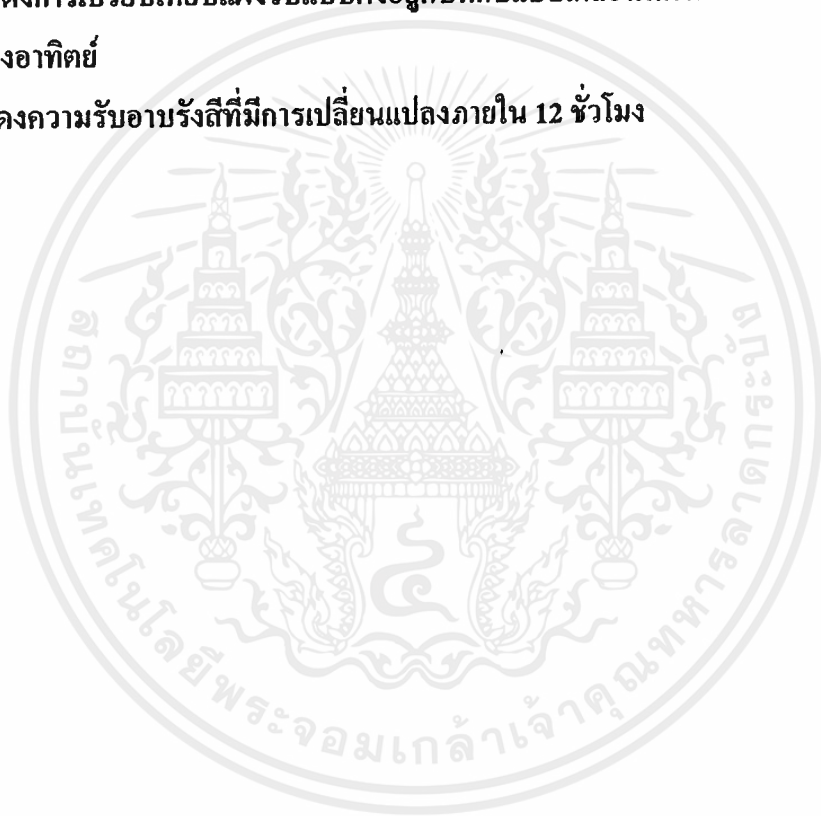 งอาทิตย์
ดงความรับอาบรังสีที่มีการเปลี่ยนแปลงภายใน 12 ชั่วโมง
สถาบันเทคโนโลยีพระจอมเกล้าเจ้าคุณทหารลาดกระบัง